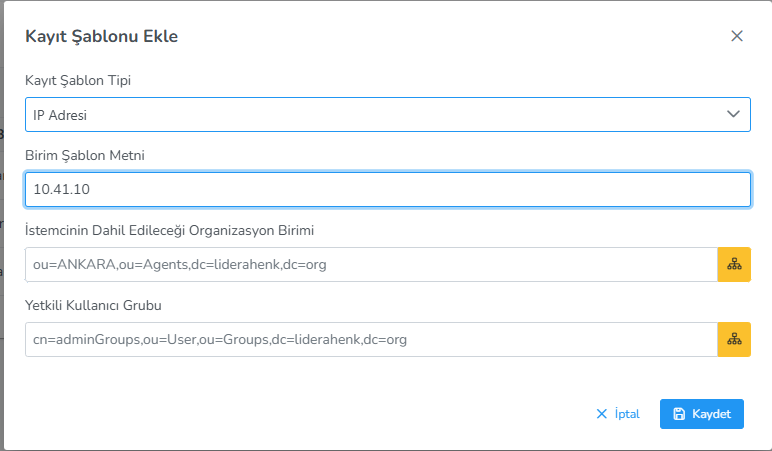 Kayıt Şablonu Ekle
Kayıt Şablon Tipi
IP Adresi
Birim Şablon Metni
10.41.10
İstemcinin Dahil Edileceği Organizasyon Birimi
ou=ANKARA,ou=Agents,dc=liderahenk,dc=org
Yetkili Kullanıcı Grubu
cn=adminGroups,ou=User,ou=Groups,dc=liderahenk,dc=org
İptal
Kaydet